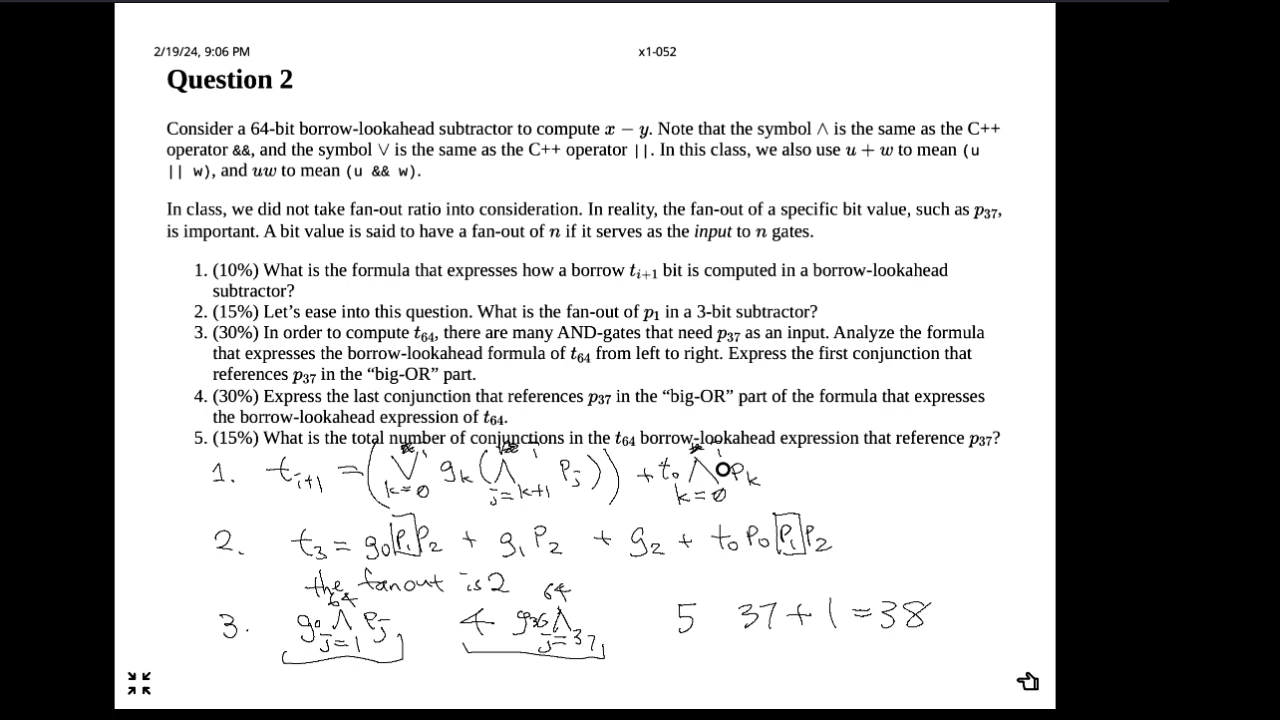 2/19/24, 9:06 PM x1-052
Question 2
Consider a 64-bit borrow-lookahead subtractor to compute x − y. Note that the symbol ∧ is the same as the C++
operator &&, and the symbol ∨ is the same as the C++ operator ||. In this class, we also use u + w to mean (u
|| w), and uw to mean (u && w).
In class, we did not take fan-out ratio into consideration. In reality, the fan-out of a specific bit value, such as p₃₇,
is important. A bit value is said to have a fan-out of n if it serves as the input to n gates.
1. (10%) What is the formula that expresses how a borrow tᵢ₊₁ bit is computed in a borrow-lookahead
subtractor?
2. (15%) Let’s ease into this question. What is the fan-out of p₁ in a 3-bit subtractor?
3. (30%) In order to compute t₆₄, there are many AND-gates that need p₃₇ as an input. Analyze the formula
that expresses the borrow-lookahead formula of t₆₄ from left to right. Express the first conjunction that
references p₃₇ in the “big-OR” part.
4. (30%) Express the last conjunction that references p₃₇ in the “big-OR” part of the formula that expresses
the borrow-lookahead expression of t₆₄.
5. (15%) What is the total number of conjunctions in the t₆₄ borrow-lookahead expression that reference p₃₇?
1. tᵢ₊₁ = (⋁ᵢ k=0 gk (⋀ᵢ j=k+1 Pj)) + t₀ ⋀ᵢ k=0 Pk
2. t₃ = g₀P₁P₂ + g₁P₂ + g₂ + t₀P₀P₁P₂
the fanout is 2
3. g₀ ⋀ 64 j=1 Pj 4 g₃₆ ⋀ 64 j=37 5 37 + 1 = 38